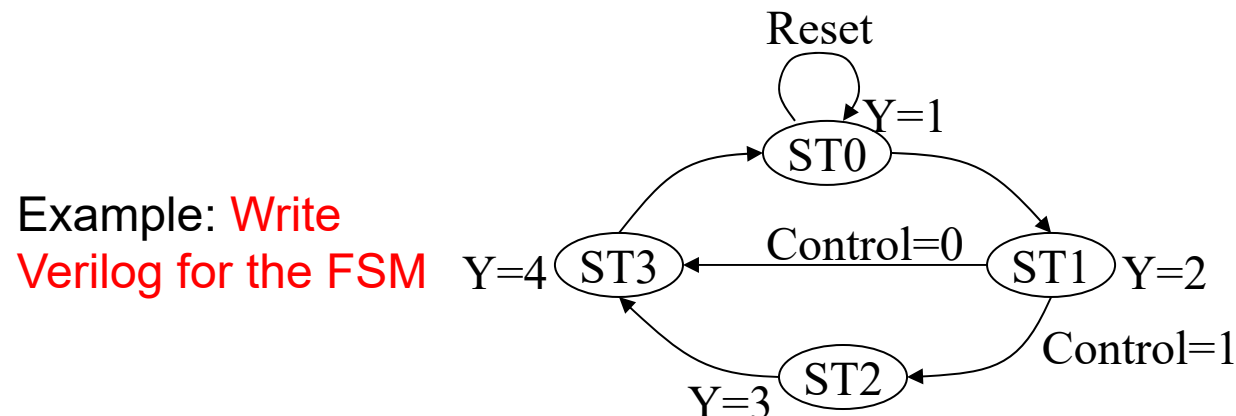 Reset
Y=1
ST0
Example: Write
Verilog for the FSM
Control=0
Y=4
ST3
ST1
Y=2
Control=1
ST2
Y=3